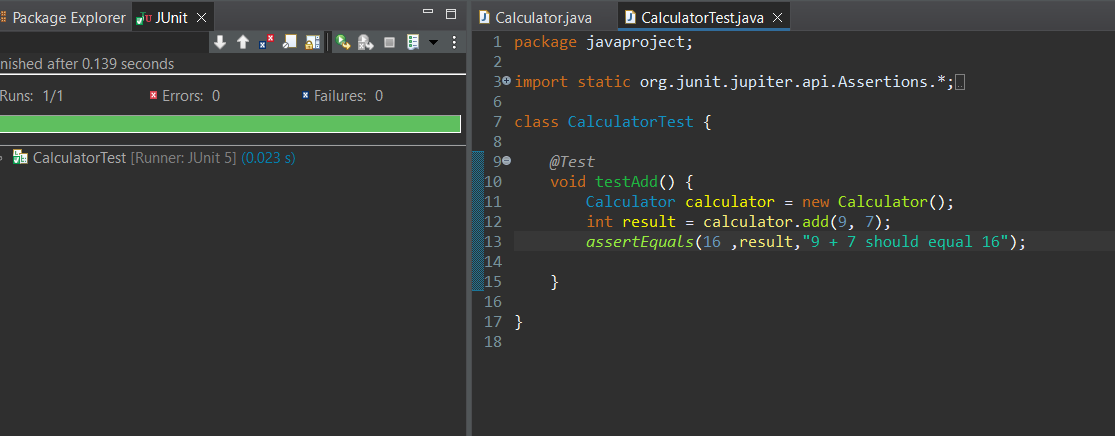 Package Explorer JUnit
nished after 0.139 seconds
Runs: 1/1 Errors: 0 Failures: 0
CalculatorTest [Runner: JUnit 5] (0.023 s)
Calculator.java CalculatorTest.java
1 package javaproject;
2
3 import static org.junit.jupiter.api.Assertions.*;
6
7 class CalculatorTest {
8
9 @Test
10 void testAdd() {
11 Calculator calculator = new Calculator();
12 int result = calculator.add(9, 7);
13 assertEquals(16 ,result,"9 + 7 should equal 16");
14
15 }
16
17 }
18